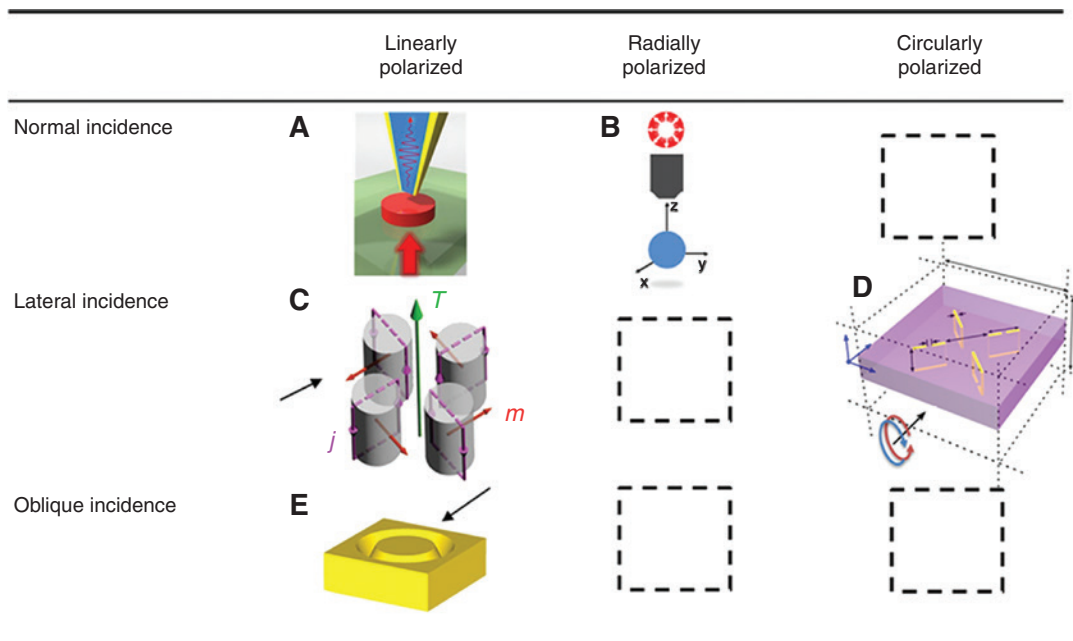 Linearly
polarized
Radially
polarized
Circularly
polarized
Normal incidence
A
B
z
y
x
Lateral incidence
C
T
j
m
D
Oblique incidence
E